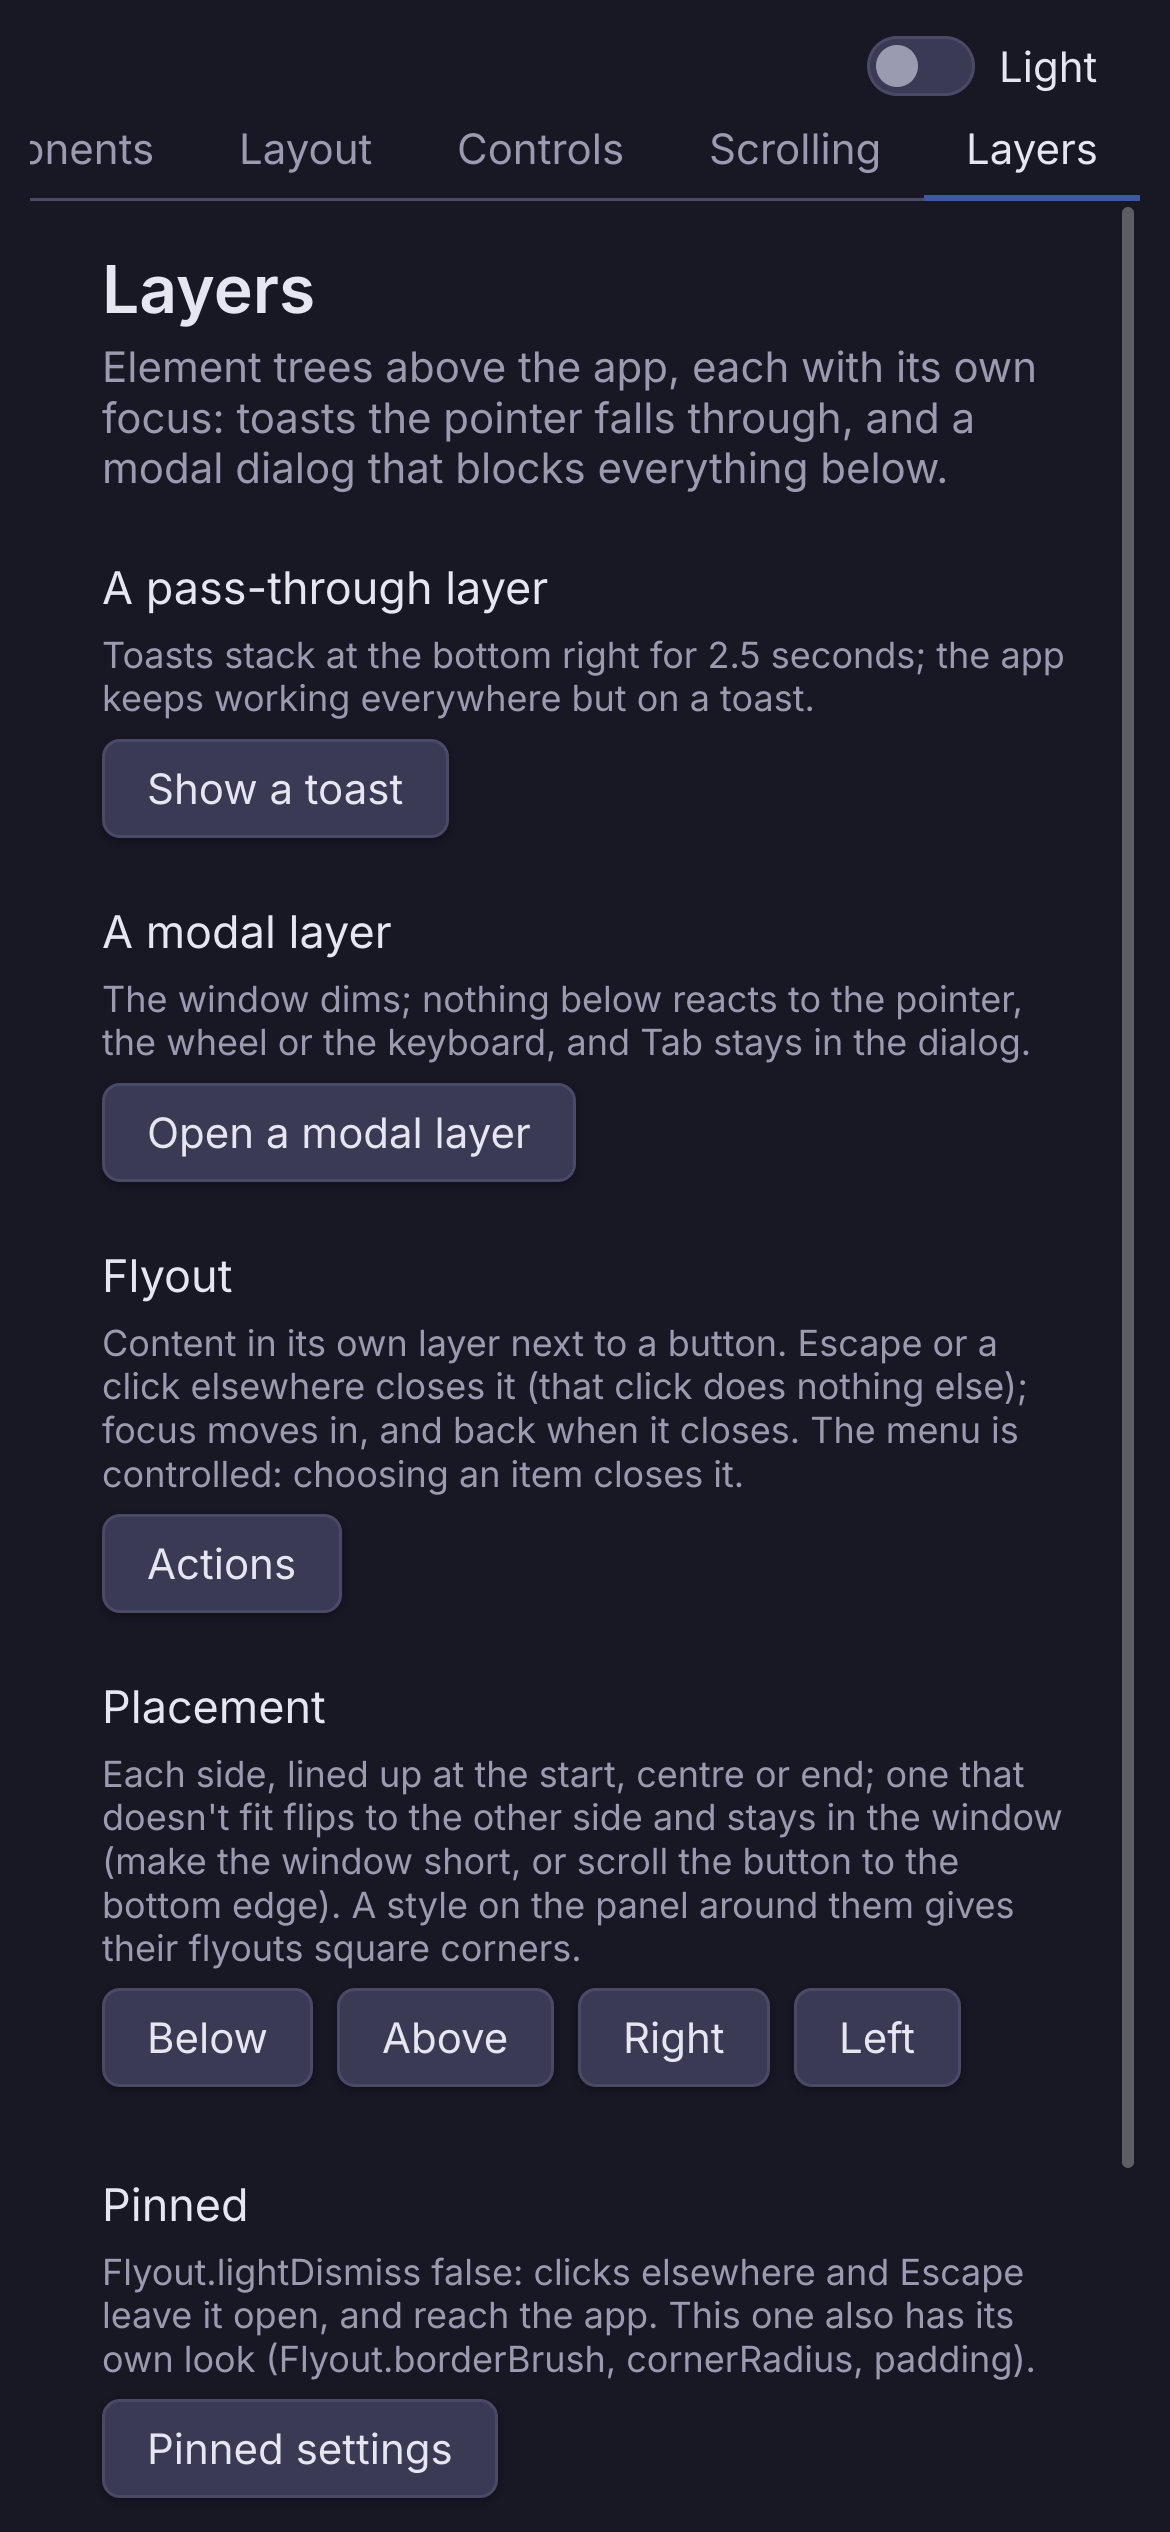 Light
onents Layout Controls Scrolling Layers
Layers
Element trees above the app, each with its own
focus: toasts the pointer falls through, and a
modal dialog that blocks everything below.
A pass-through layer
Toasts stack at the bottom right for 2.5 seconds; the app
keeps working everywhere but on a toast.
Show a toast
A modal layer
The window dims; nothing below reacts to the pointer,
the wheel or the keyboard, and Tab stays in the dialog.
Open a modal layer
Flyout
Content in its own layer next to a button. Escape or a
click elsewhere closes it (that click does nothing else);
focus moves in, and back when it closes. The menu is
controlled: choosing an item closes it.
Actions
Placement
Each side, lined up at the start, centre or end; one that
doesn't fit flips to the other side and stays in the window
(make the window short, or scroll the button to the
bottom edge). A style on the panel around them gives
their flyouts square corners.
Below Above Right Left
Pinned
Flyout.lightDismiss false: clicks elsewhere and Escape
leave it open, and reach the app. This one also has its
own look (Flyout.borderBrush, cornerRadius, padding).
Pinned settings